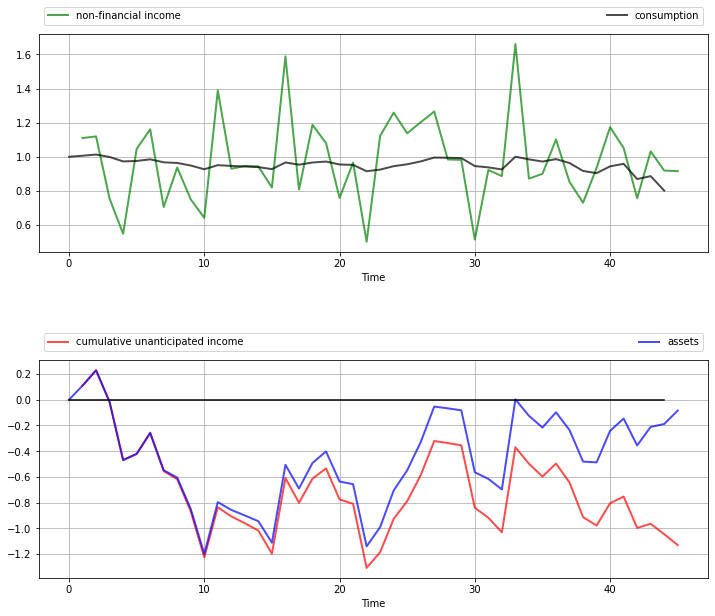 non-financial income consumption
1.6
1.4
1.2
1.0
0.8
0.6
0 10 20 30 40
Time
cumulative unanticipated income assets
0.2
0.0
−0.2
−0.4
−0.6
−0.8
−1.0
−1.2
0 10 20 30 40
Time